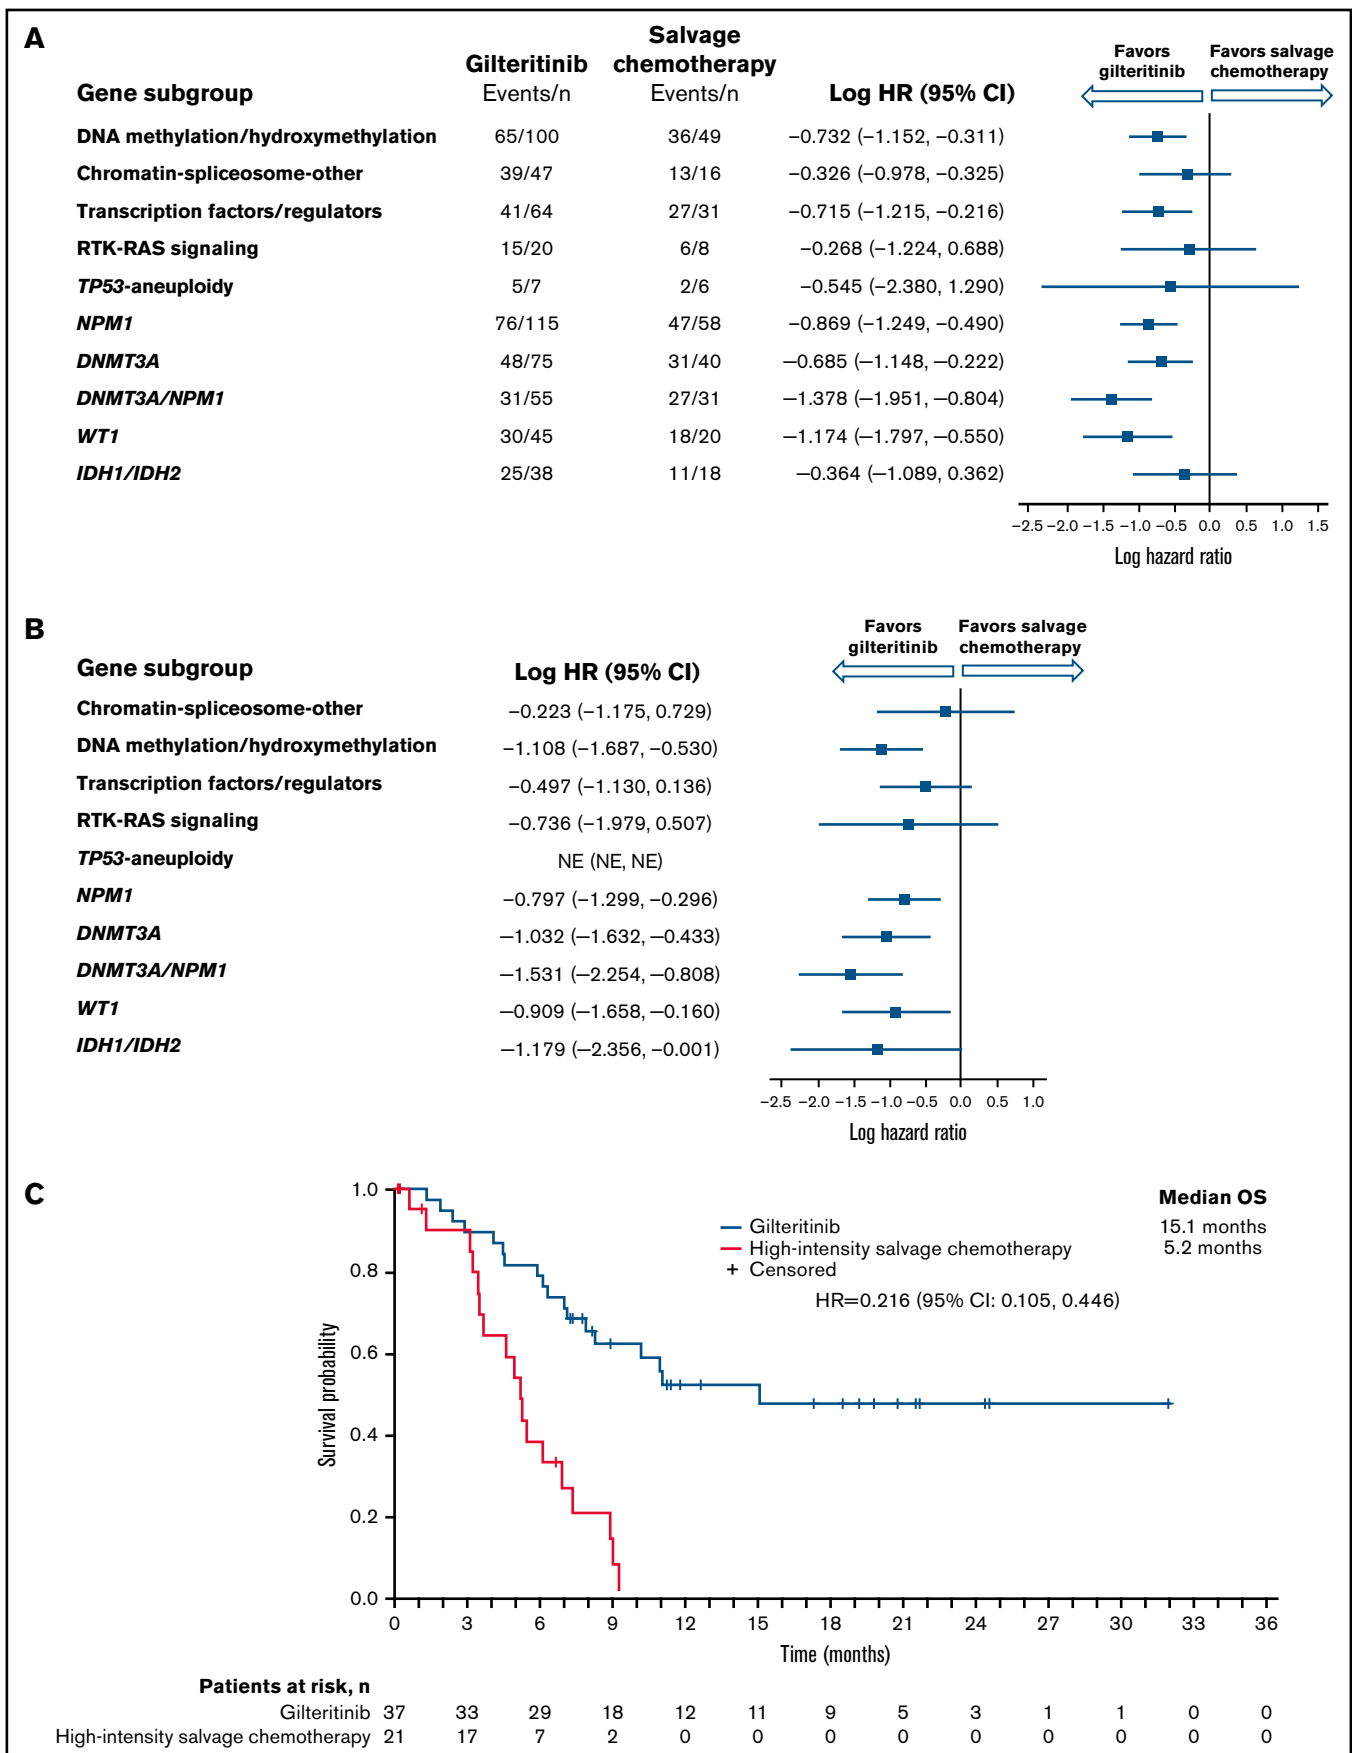 A
Gene subgroup Gilteritinib Events/n Salvage chemotherapy Events/n Log HR (95% CI) Favors gilteritinib Favors salvage chemotherapy
DNA methylation/hydroxymethylation 65/100 36/49 –0.732 (–1.152, –0.311)
Chromatin-spliceosome-other 39/47 13/16 –0.326 (–0.978, –0.325)
Transcription factors/regulators 41/64 27/31 –0.715 (–1.215, –0.216)
RTK-RAS signaling 15/20 6/8 –0.268 (–1.224, 0.688)
TP53-aneuploidy 5/7 2/6 –0.545 (–2.380, 1.290)
NPM1 76/115 47/58 –0.869 (–1.249, –0.490)
DNMT3A 48/75 31/40 –0.685 (–1.148, –0.222)
DNMT3A/NPM1 31/55 27/31 –1.378 (–1.951, –0.804)
WT1 30/45 18/20 –1.174 (–1.797, –0.550)
IDH1/IDH2 25/38 11/18 –0.364 (–1.089, 0.362)
–2.5 –2.0 –1.5 –1.0 –0.5 0.0 0.5 1.0 1.5
Log hazard ratio
B
Gene subgroup Log HR (95% CI) Favors gilteritinib Favors salvage chemotherapy
Chromatin-spliceosome-other –0.223 (–1.175, 0.729)
DNA methylation/hydroxymethylation –1.108 (–1.687, –0.530)
Transcription factors/regulators –0.497 (–1.130, 0.136)
RTK-RAS signaling –0.736 (–1.979, 0.507)
TP53-aneuploidy NE (NE, NE)
NPM1 –0.797 (–1.299, –0.296)
DNMT3A –1.032 (–1.632, –0.433)
DNMT3A/NPM1 –1.531 (–2.254, –0.808)
WT1 –0.909 (–1.658, –0.160)
IDH1/IDH2 –1.179 (–2.356, –0.001)
–2.5 –2.0 –1.5 –1.0 –0.5 0.0 0.5 1.0
Log hazard ratio
C
Median OS
Gilteritinib 15.1 months
High-intensity salvage chemotherapy 5.2 months
+ Censored
HR=0.216 (95% CI: 0.105, 0.446)
Survival probability
1.0
0.8
0.6
0.4
0.2
0.0
0 3 6 9 12 15 18 21 24 27 30 33 36
Time (months)
Patients at risk, n
Gilteritinib 37 33 29 18 12 11 9 5 3 1 1 0 0
High-intensity salvage chemotherapy 21 17 7 2 0 0 0 0 0 0 0 0 0